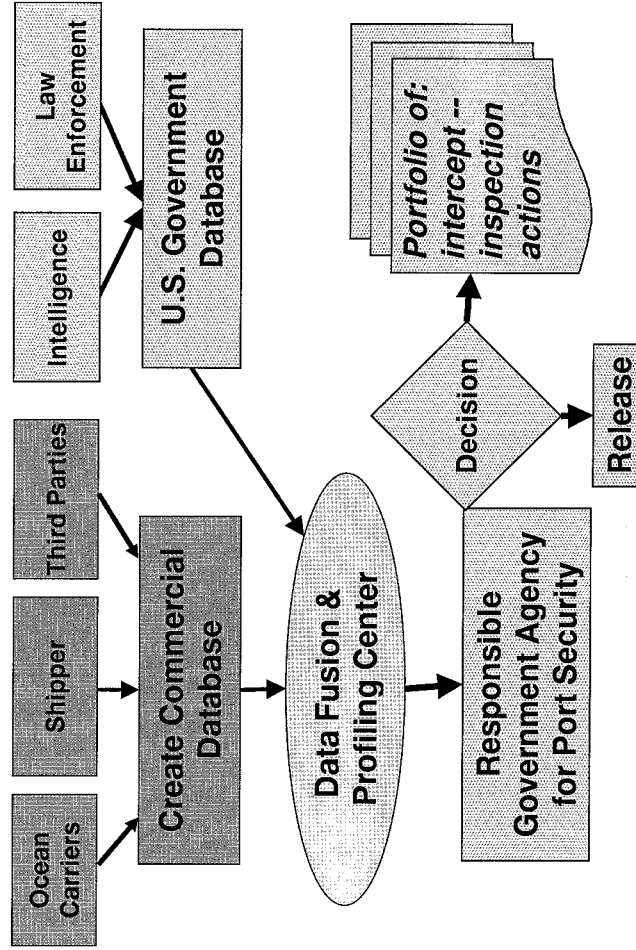 Ocean
Carriers
Shipper
Third Parties
Intelligence
Law
Enforcement
Create Commercial
Database
U.S. Government
Database
Data Fusion &
Profiling Center
Responsible
Government Agency
for Port Security
Decision
Portfolio of:
intercept --
inspection
actions
Release